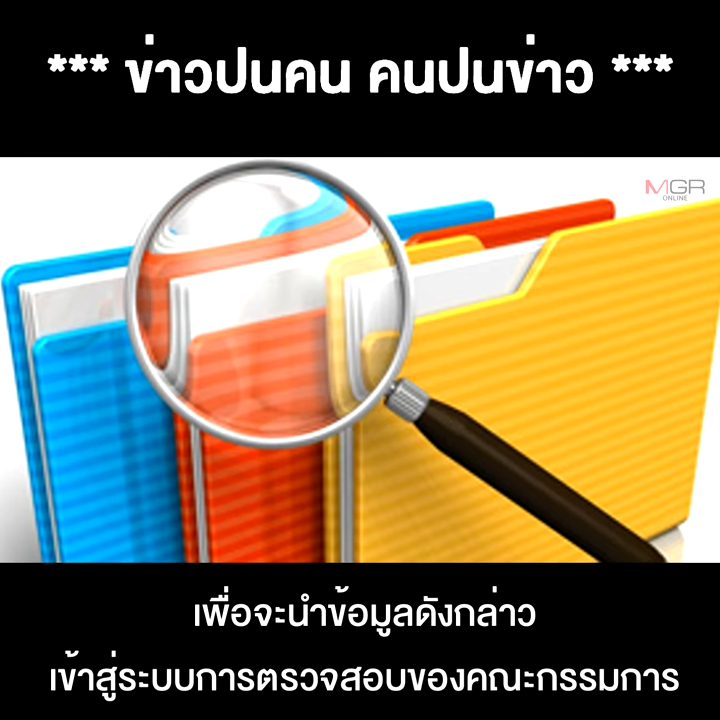 *** ข่าวปนคน คนปนข่าว ***
MGR
ONLINE
เพื่อจะนำข้อมูลดังกล่าว
เข้าสู่ระบบการตรวจสอบของคณะกรรมการ